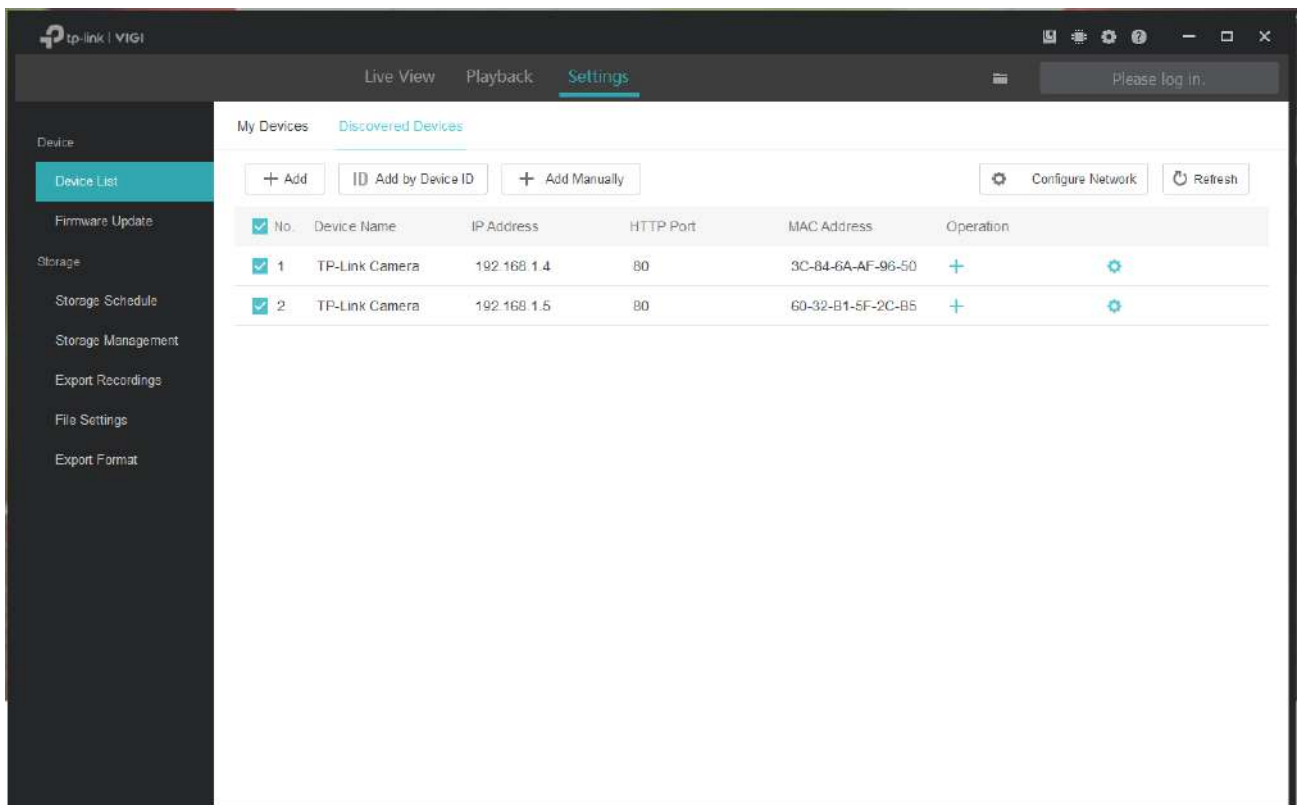 tp-link | VIGI
Live View Playback Settings Please log in.
Device
Device List
Firmware Update
Storage
Storage Schedule
Storage Management
Export Recordings
File Settings
Export Format
My Devices Discovered Devices
+ Add ID Add by Device ID + Add Manually Configure Network Refresh
No. Device Name IP Address HTTP Port MAC Address Operation
1 TP-Link Camera 192.168.1.4 80 3C-84-6A-AF-96-50 +
2 TP-Link Camera 192.168.1.5 80 60-32-B1-5F-2C-B5 +